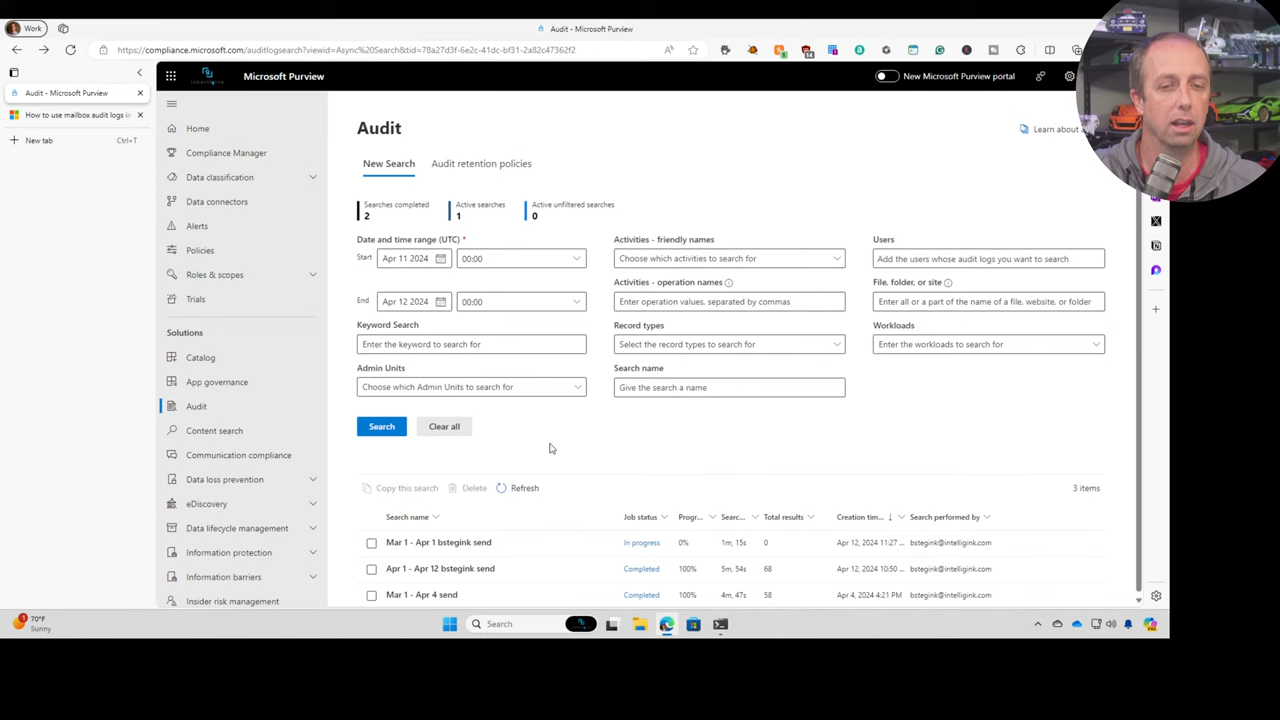 Work
Audit - Microsoft Purview
https://compliance.microsoft.com/auditlogsearch?viewid=Async%20Search&tid=78a27d3f-6e2c-41dc-bf31-2a82c47362f2
Audit - Microsoft Purview
How to use mailbox audit logs in
New tab
Ctrl+T
Microsoft Purview
New Microsoft Purview portal
Home
Compliance Manager
Data classification
Data connectors
Alerts
Policies
Roles & scopes
Trials
Solutions
Catalog
App governance
Audit
Content search
Communication compliance
Data loss prevention
eDiscovery
Data lifecycle management
Information protection
Information barriers
Insider risk management
Audit
Learn about
New Search
Audit retention policies
Searches completed
2
Active searches
1
Active unfiltered searches
0
Date and time range (UTC) *
Start Apr 11 2024 00:00
End Apr 12 2024 00:00
Keyword Search
Enter the keyword to search for
Admin Units
Choose which Admin Units to search for
Activities - friendly names
Choose which activities to search for
Activities - operation names
Enter operation values, separated by commas
Record types
Select the record types to search for
Search name
Give the search a name
Users
Add the users whose audit logs you want to search
File, folder, or site
Enter all or a part of the name of a file, website, or folder
Workloads
Enter the workloads to search for
Search
Clear all
Copy this search
Delete
Refresh
3 items
Search name Job status Progr... Searc... Total results Creation tim... Search performed by
Mar 1 - Apr 1 bstegink send In progress 0% 1m, 15s 0 Apr 12, 2024 11:27 ... bstegink@intelligink.com
Apr 1 - Apr 12 bstegink send Completed 100% 5m, 54s 68 Apr 12, 2024 10:50 ... bstegink@intelligink.com
Mar 1 - Apr 4 send Completed 100% 4m, 47s 58 Apr 4, 2024 4:21 PM bstegink@intelligink.com
70°F
Sunny
Search